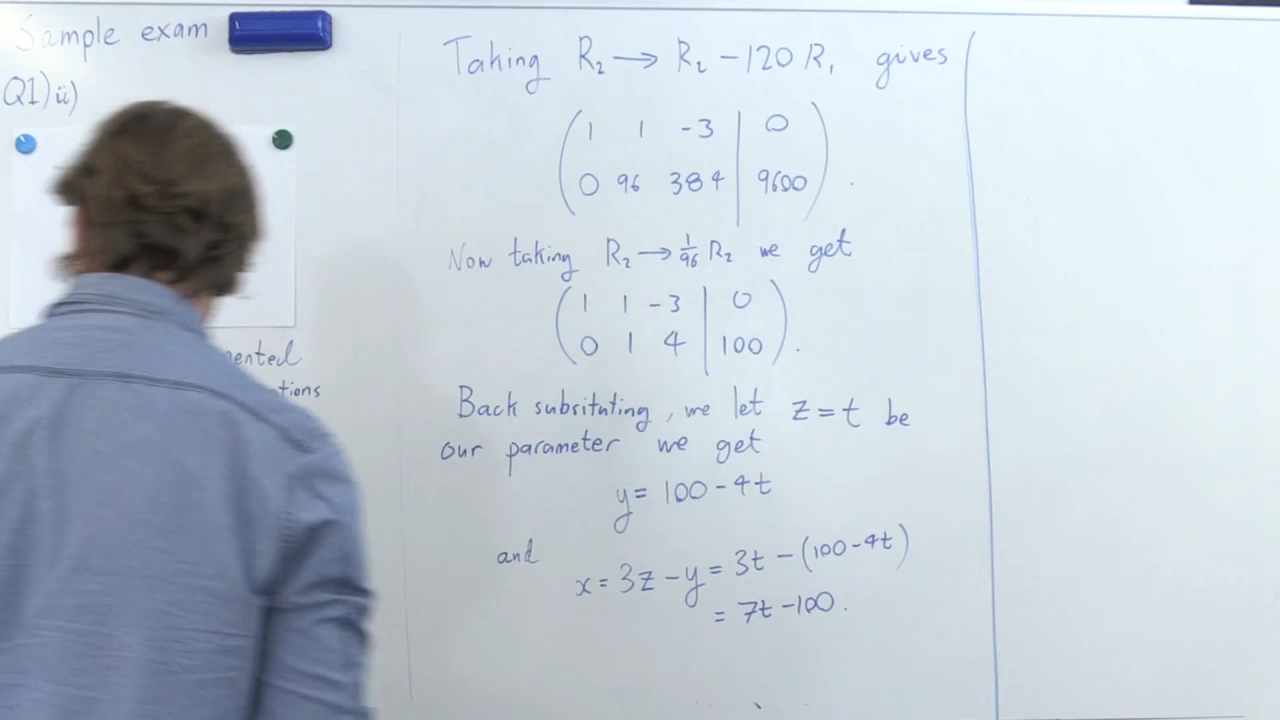 Sample exam
Q1) ii)
ented
tions
Taking R₂ → R₂ - 120 R₁ gives
( 1 1 -3 | 0 )
( 0 96 384 | 9600 ) .
Now taking R₂ → 1/96 R₂ we get
( 1 1 -3 | 0 )
( 0 1 4 | 100 ) .
Back subsituting, we let z = t be
our parameter we get
y = 100 - 4t
and
x = 3z - y = 3t - (100 - 4t)
= 7t - 100.